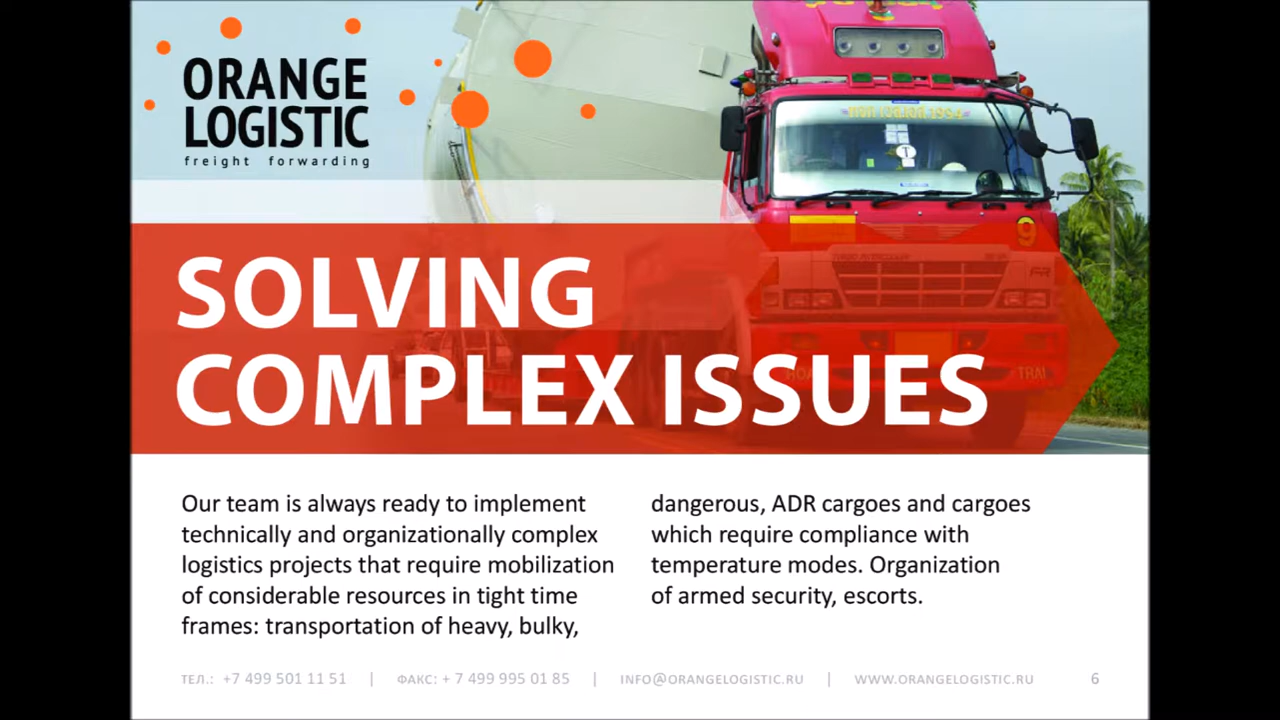 ORANGE
LOGISTIC
freight forwarding
9
SOLVING
COMPLEX ISSUES
Our team is always ready to implement
technically and organizationally complex
logistics projects that require mobilization
of considerable resources in tight time
frames: transportation of heavy, bulky,
dangerous, ADR cargoes and cargoes
which require compliance with
temperature modes. Organization
of armed security, escorts.
ТЕЛ.: +7 499 501 11 51 | ФАКС: + 7 499 995 01 85 | INFO@ORANGELOGISTIC.RU | WWW.ORANGELOGISTIC.RU 6